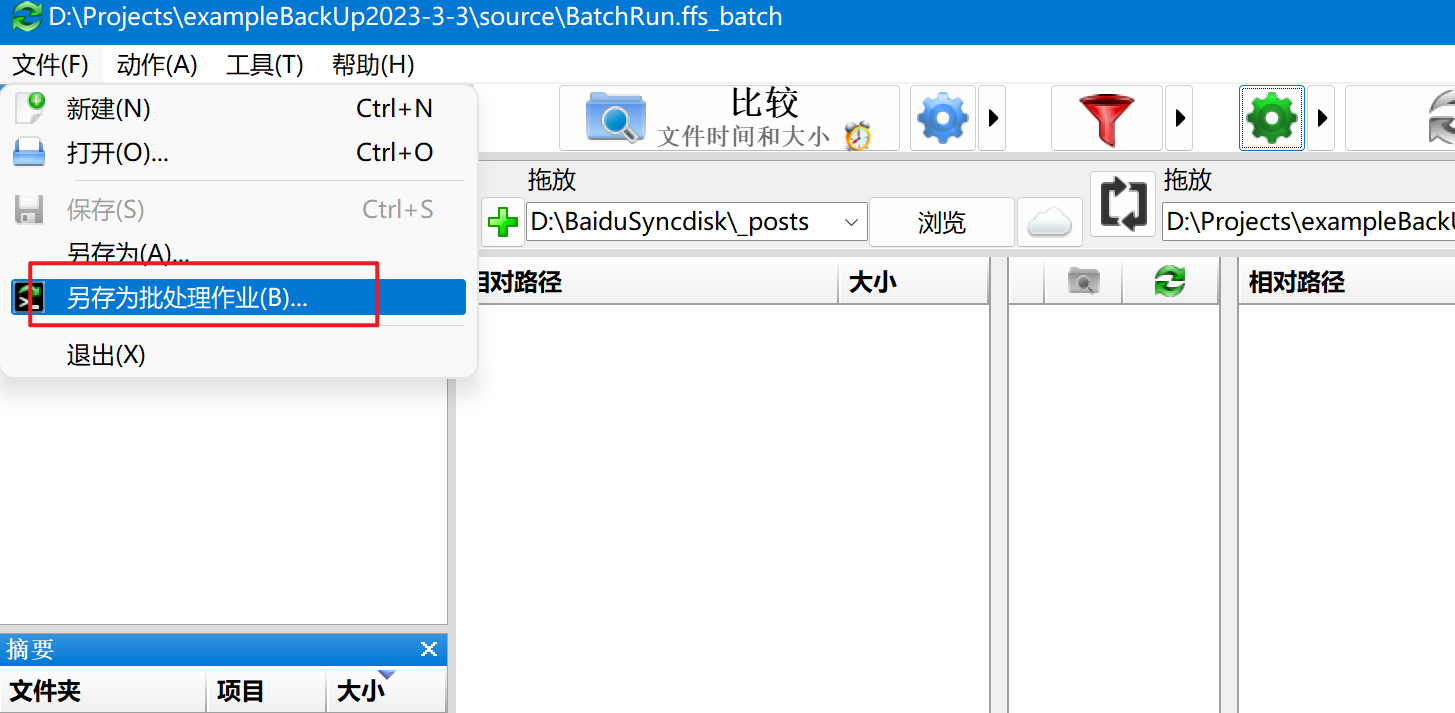 D:\Projects\exampleBackUp2023-3-3\source\BatchRun.ffs_batch
文件(F) 动作(A) 工具(T) 帮助(H)
新建(N) Ctrl+N
打开(O)... Ctrl+O
保存(S) Ctrl+S
另存为(A)...
另存为批处理作业(B)...
退出(X)
比较
文件时间和大小
拖放 拖放
D:\BaiduSyncdisk\_posts 浏览 D:\Projects\exampleBack
相对路径 大小 相对路径
摘要
文件夹 项目 大小